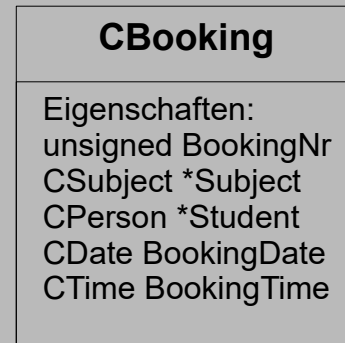 CBooking
Eigenschaften:
unsigned BookingNr
CSubject *Subject
CPerson *Student
CDate BookingDate
CTime BookingTime